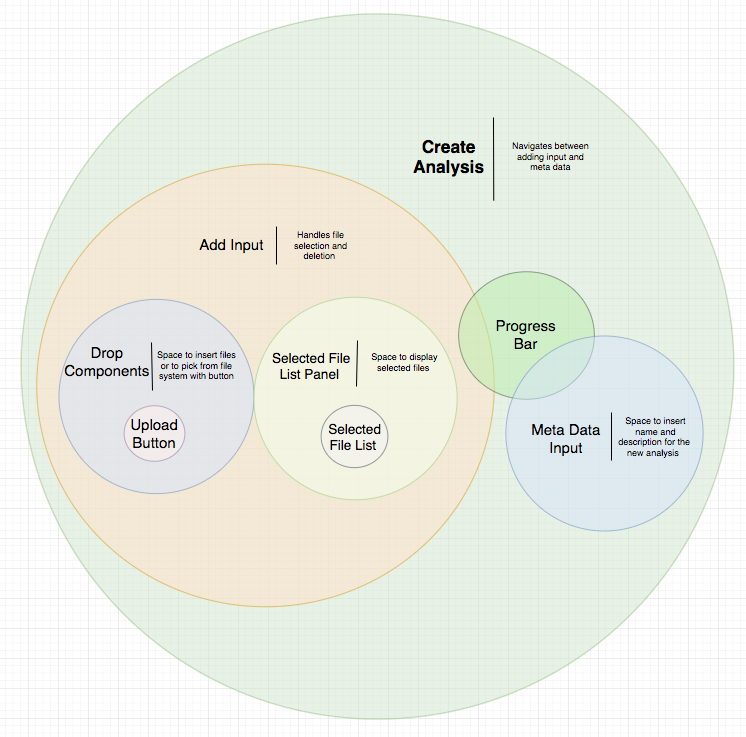 Create
Analysis
Navigates between
adding input and
meta data
Add Input
Handles file
selection and
deletion
Progress
Bar
Drop
Components
Space to insert files
or to pick from file
system with button
Selected File
List Panel
Space to display
selected files
Upload
Button
Selected
File List
Meta Data
Input
Space to insert
name and
description for the
new analysis